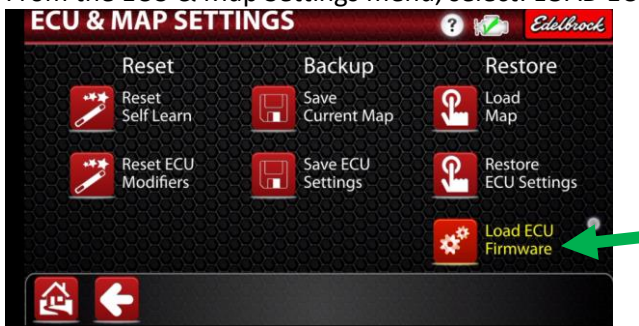 From the ECU & Map Settings menu, select: LOAD
ECU & MAP SETTINGS
?
Edelbrock
Reset
Backup
Restore
Reset
Self Learn
Save
Current Map
Load
Map
Reset ECU
Modifiers
Save ECU
Settings
Restore
ECU Settings
Load ECU
Firmware